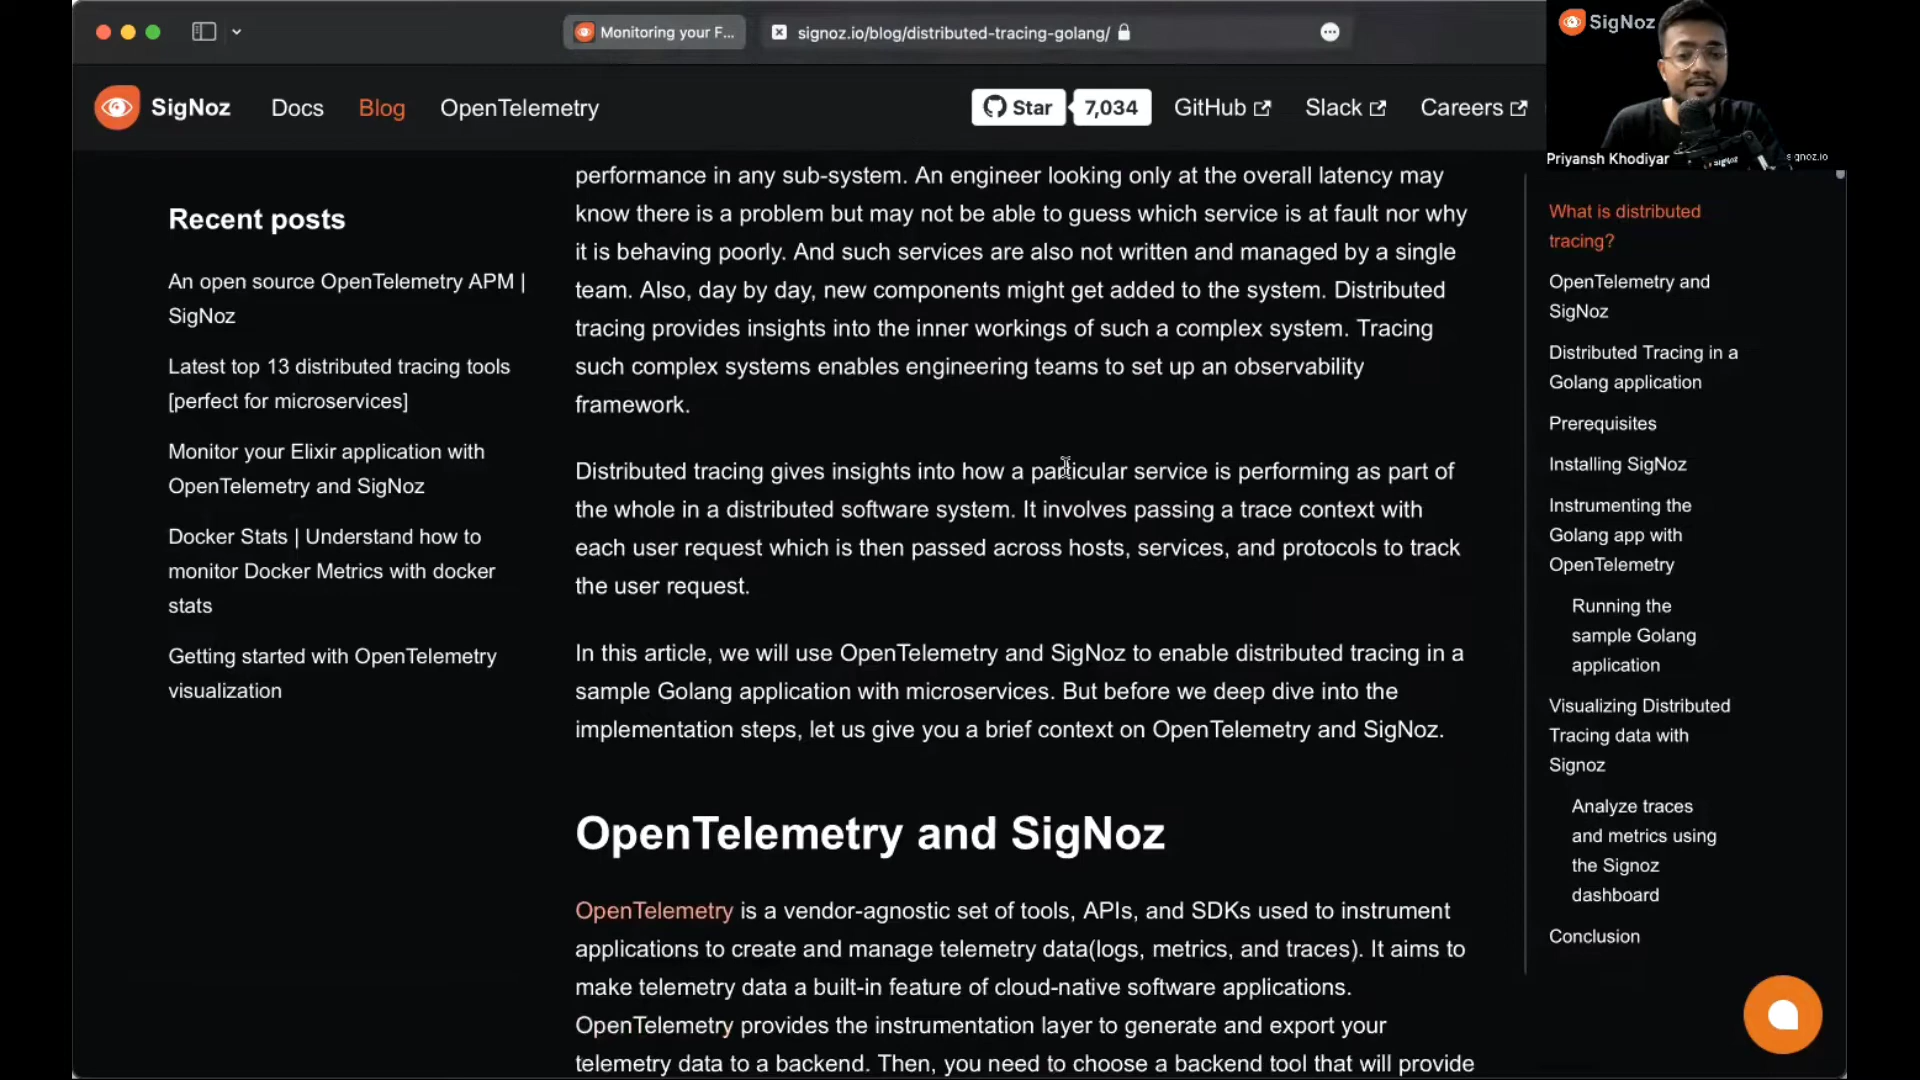 Monitoring your F...
signoz.io/blog/distributed-tracing-golang/
SigNoz
Docs
Blog
OpenTelemetry
Star
7,034
GitHub
Slack
Careers
SigNoz
Priyansh Khodiyar
Recent posts
An open source OpenTelemetry APM |
SigNoz
Latest top 13 distributed tracing tools
[perfect for microservices]
Monitor your Elixir application with
OpenTelemetry and SigNoz
Docker Stats | Understand how to
monitor Docker Metrics with docker
stats
Getting started with OpenTelemetry
visualization
performance in any sub-system. An engineer looking only at the overall latency may
know there is a problem but may not be able to guess which service is at fault nor why
it is behaving poorly. And such services are also not written and managed by a single
team. Also, day by day, new components might get added to the system. Distributed
tracing provides insights into the inner workings of such a complex system. Tracing
such complex systems enables engineering teams to set up an observability
framework.
Distributed tracing gives insights into how a particular service is performing as part of
the whole in a distributed software system. It involves passing a trace context with
each user request which is then passed across hosts, services, and protocols to track
the user request.
In this article, we will use OpenTelemetry and SigNoz to enable distributed tracing in a
sample Golang application with microservices. But before we deep dive into the
implementation steps, let us give you a brief context on OpenTelemetry and SigNoz.
OpenTelemetry and SigNoz
OpenTelemetry is a vendor-agnostic set of tools, APIs, and SDKs used to instrument
applications to create and manage telemetry data(logs, metrics, and traces). It aims to
make telemetry data a built-in feature of cloud-native software applications.
OpenTelemetry provides the instrumentation layer to generate and export your
telemetry data to a backend. Then, you need to choose a backend tool that will provide
What is distributed
tracing?
OpenTelemetry and
SigNoz
Distributed Tracing in a
Golang application
Prerequisites
Installing SigNoz
Instrumenting the
Golang app with
OpenTelemetry
Running the
sample Golang
application
Visualizing Distributed
Tracing data with
Signoz
Analyze traces
and metrics using
the Signoz
dashboard
Conclusion